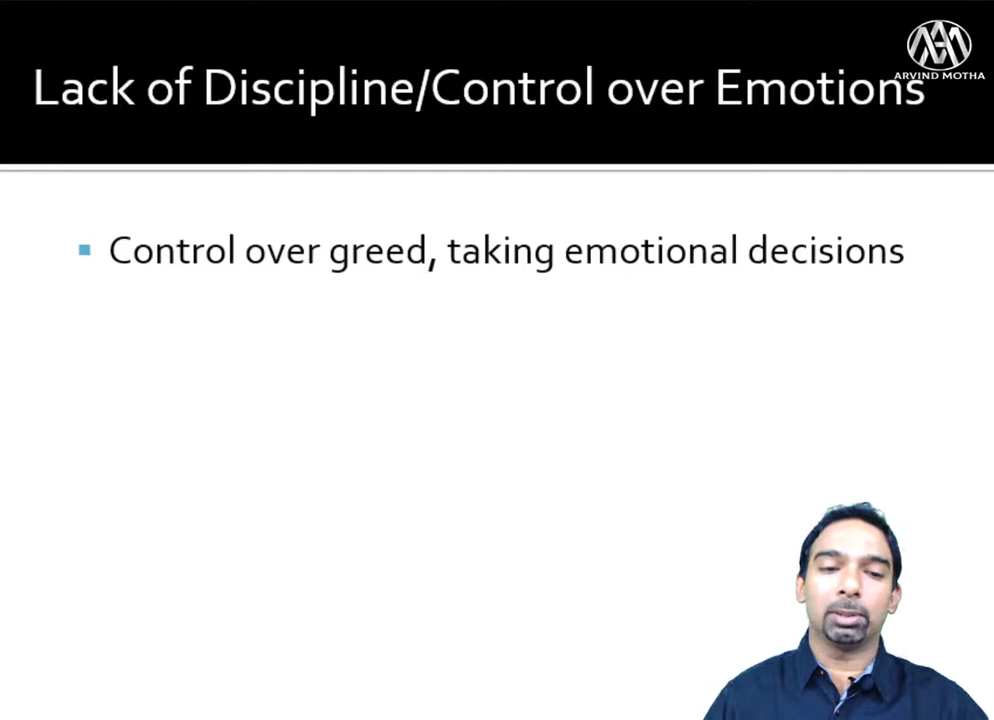 ARVIND MOTHA
Lack of Discipline/Control over Emotions
Control over greed, taking emotional decisions